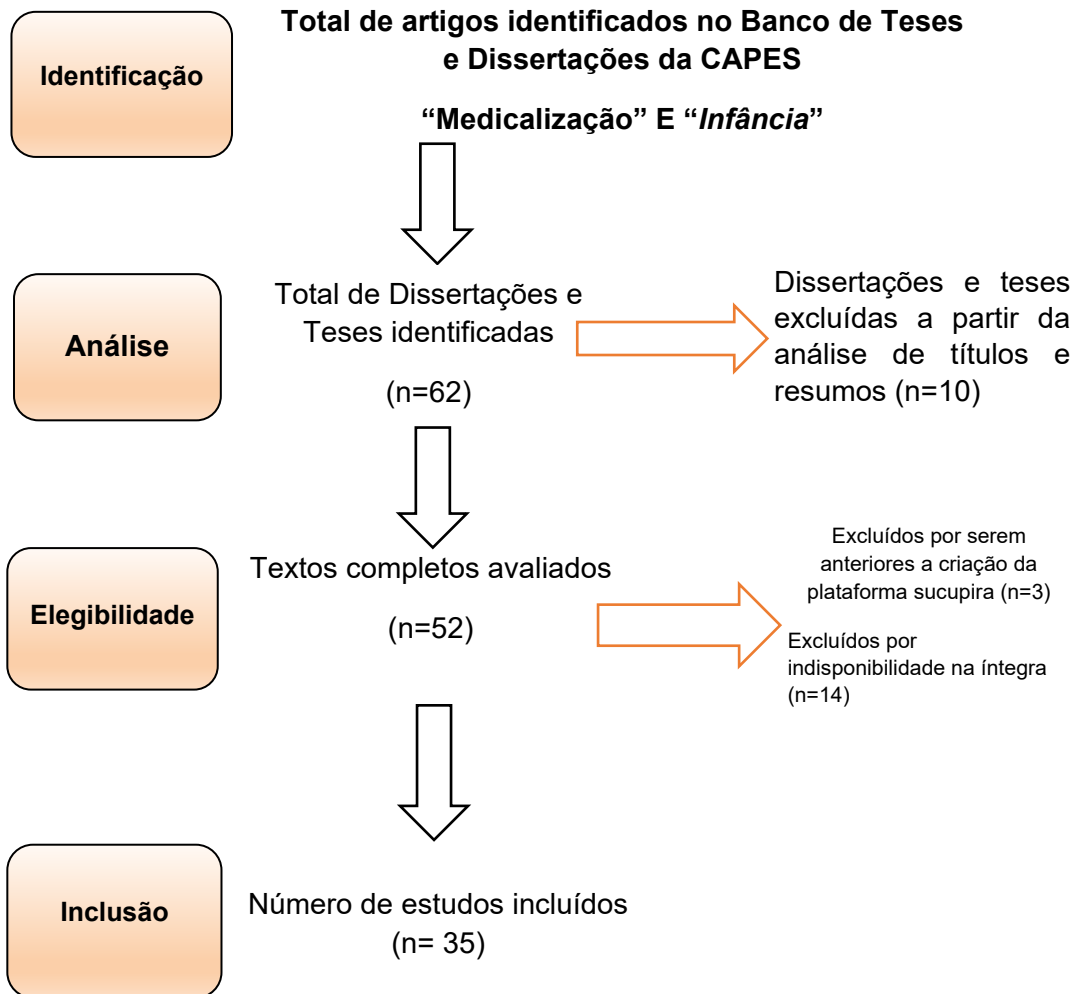 Identificação
Total de artigos identificados no Banco de Teses
e Dissertações da CAPES
“Medicalização” E “Infância”
Análise
Total de Dissertações e
Teses identificadas
(n=62)
Dissertações e teses
excluídas a partir da
análise de títulos e
resumos (n=10)
Elegibilidade
Textos completos avaliados
(n=52)
Excluídos por serem
anteriores a criação da
plataforma sucupira (n=3)
Excluídos por
indisponibilidade na íntegra
(n=14)
Inclusão
Número de estudos incluídos
(n= 35)